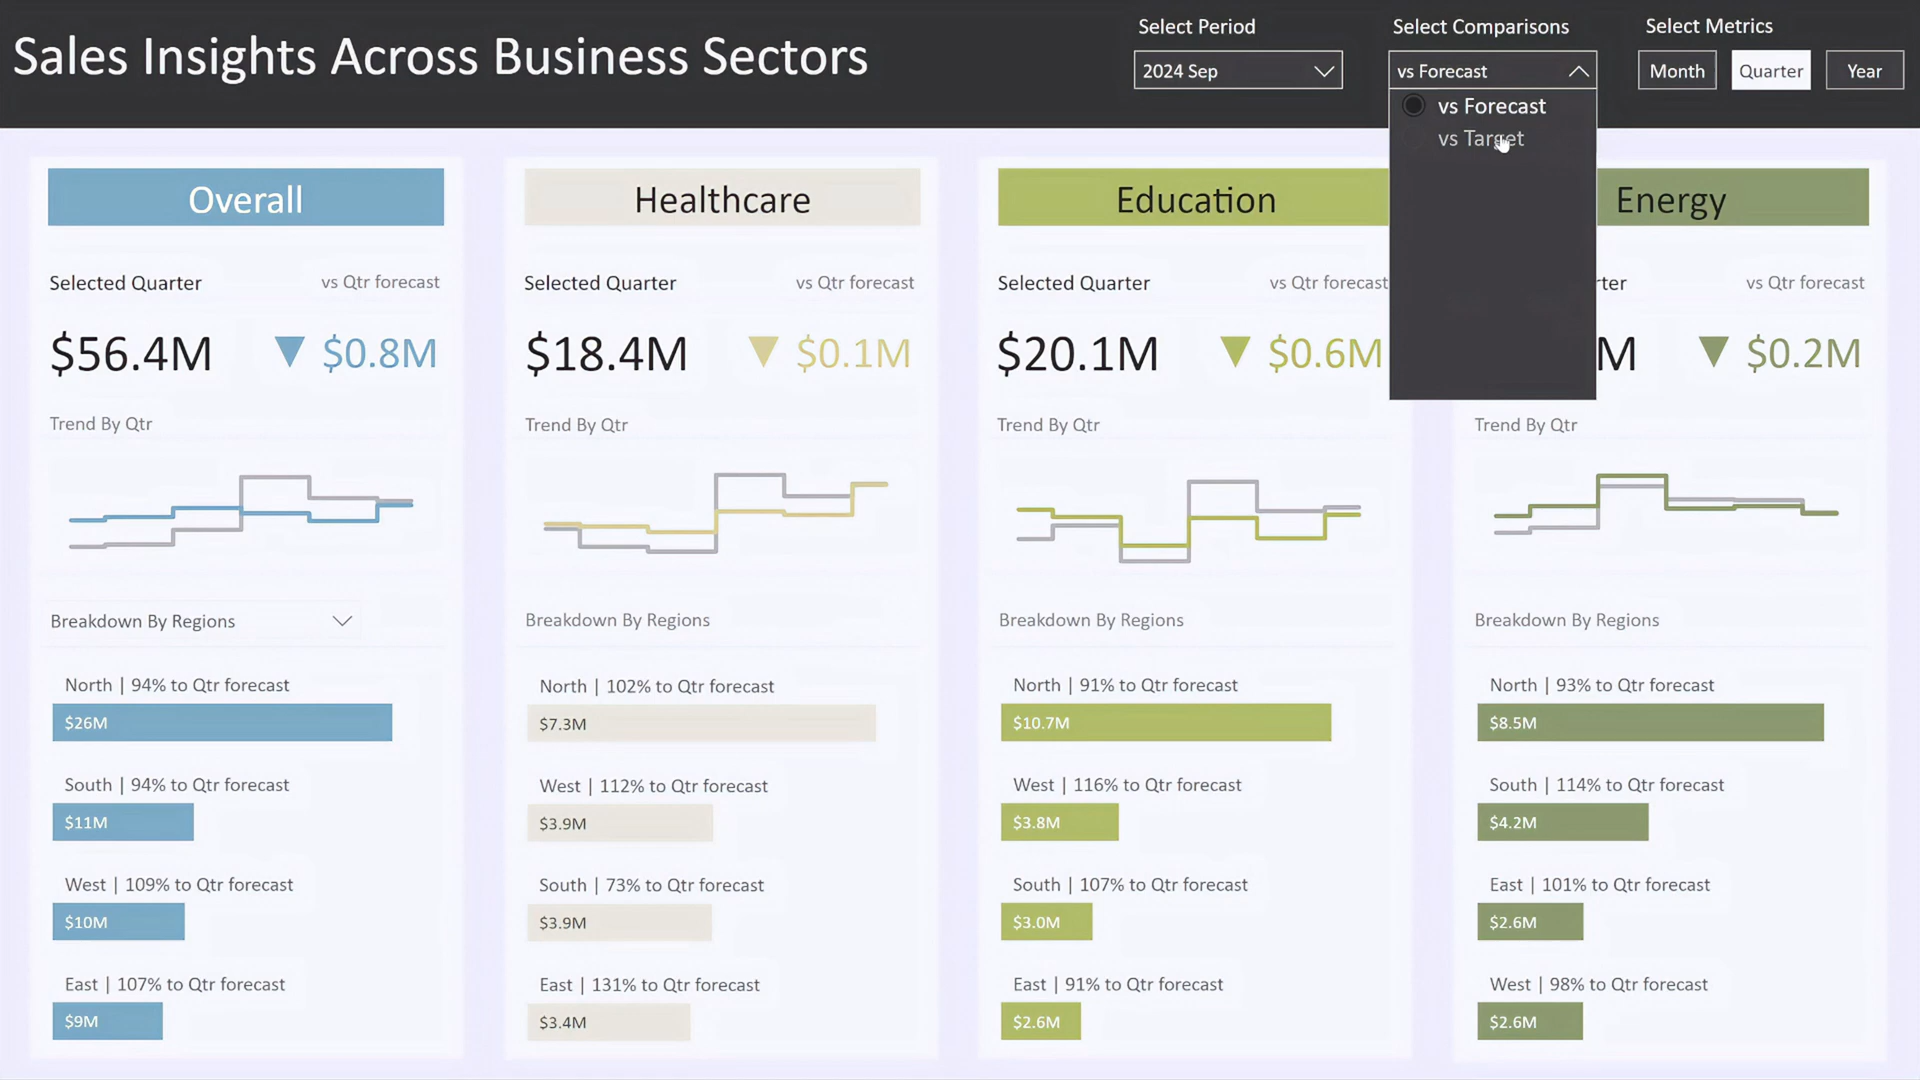 Sales Insights Across Business Sectors
Select Period
2024 Sep
Select Comparisons
vs Forecast
vs Forecast
vs Target
Select Metrics
Month
Quarter
Year
Overall
Selected Quarter
vs Qtr forecast
$56.4M
▼ $0.8M
Trend By Qtr
Breakdown By Regions
North | 94% to Qtr forecast
$26M
South | 94% to Qtr forecast
$11M
West | 109% to Qtr forecast
$10M
East | 107% to Qtr forecast
$9M
Healthcare
Selected Quarter
vs Qtr forecast
$18.4M
▼ $0.1M
Trend By Qtr
Breakdown By Regions
North | 102% to Qtr forecast
$7.3M
West | 112% to Qtr forecast
$3.9M
South | 73% to Qtr forecast
$3.9M
East | 131% to Qtr forecast
$3.4M
Education
Selected Quarter
vs Qtr forecast
$20.1M
▼ $0.6M
Trend By Qtr
Breakdown By Regions
North | 91% to Qtr forecast
$10.7M
West | 116% to Qtr forecast
$3.8M
South | 107% to Qtr forecast
$3.0M
East | 91% to Qtr forecast
$2.6M
Energy
rter
vs Qtr forecast
M
▼ $0.2M
Trend By Qtr
Breakdown By Regions
North | 93% to Qtr forecast
$8.5M
South | 114% to Qtr forecast
$4.2M
East | 101% to Qtr forecast
$2.6M
West | 98% to Qtr forecast
$2.6M